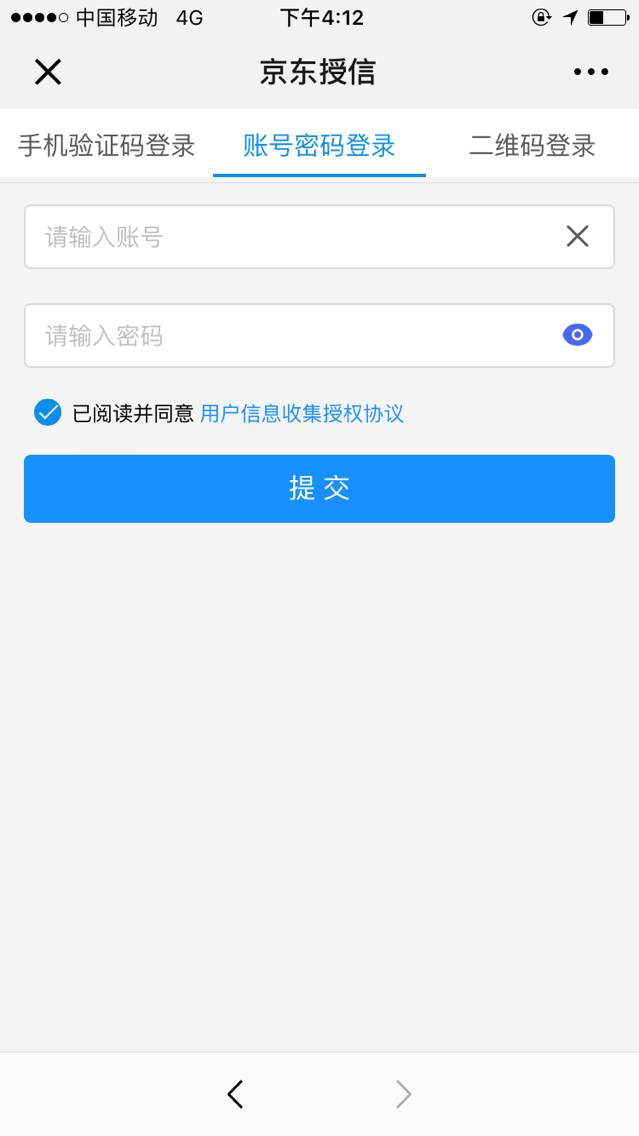 中国移动 4G 下午4:12
京东授信
手机验证码登录 账号密码登录 二维码登录
请输入账号
请输入密码
已阅读并同意 用户信息收集授权协议
提 交